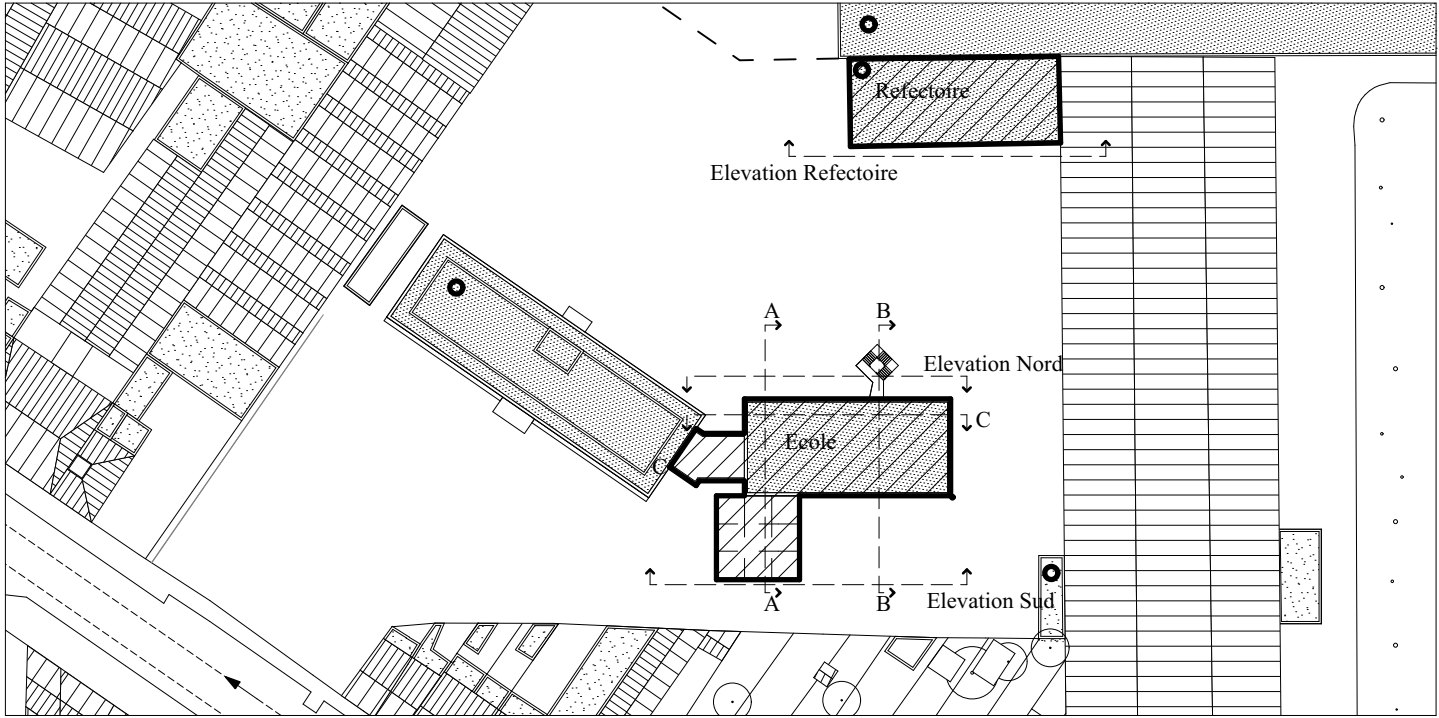 Refectoire
Elevation Refectoire
A
B
Elevation Nord
C
Ecole
C
A
B
Elevation Sud